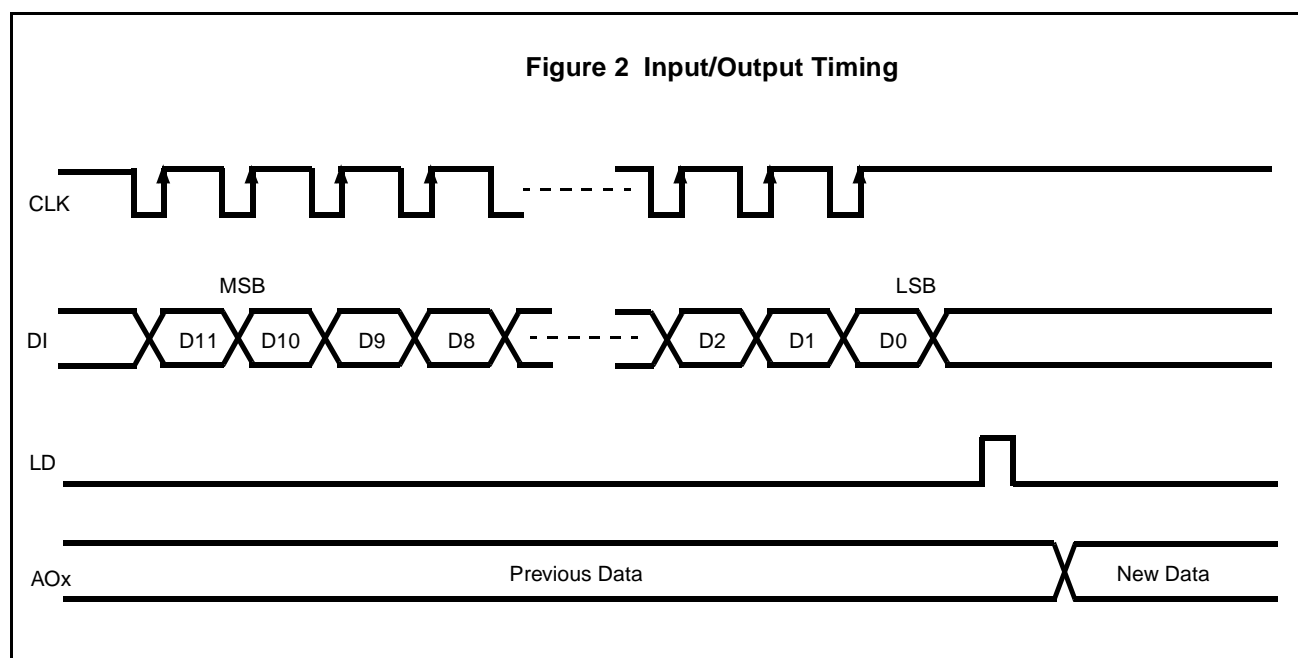 Figure 2 Input/Output Timing
CLK
MSB
LSB
DI
D11
D10
D9
D8
D2
D1
D0
LD
AOx
Previous Data
New Data